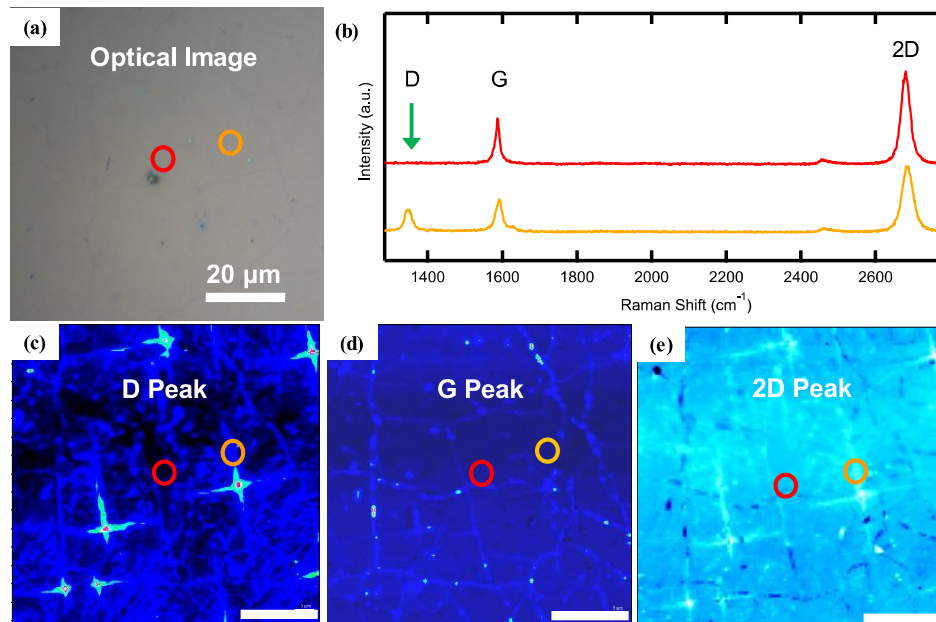 (a)
Optical Image
20 μm
(b)
D
G
2D
Intensity (a.u.)
1400
1600
1800
2000
2200
2400
2600
Raman Shift (cm⁻¹)
(c)
D Peak
(d)
G Peak
(e)
2D Peak